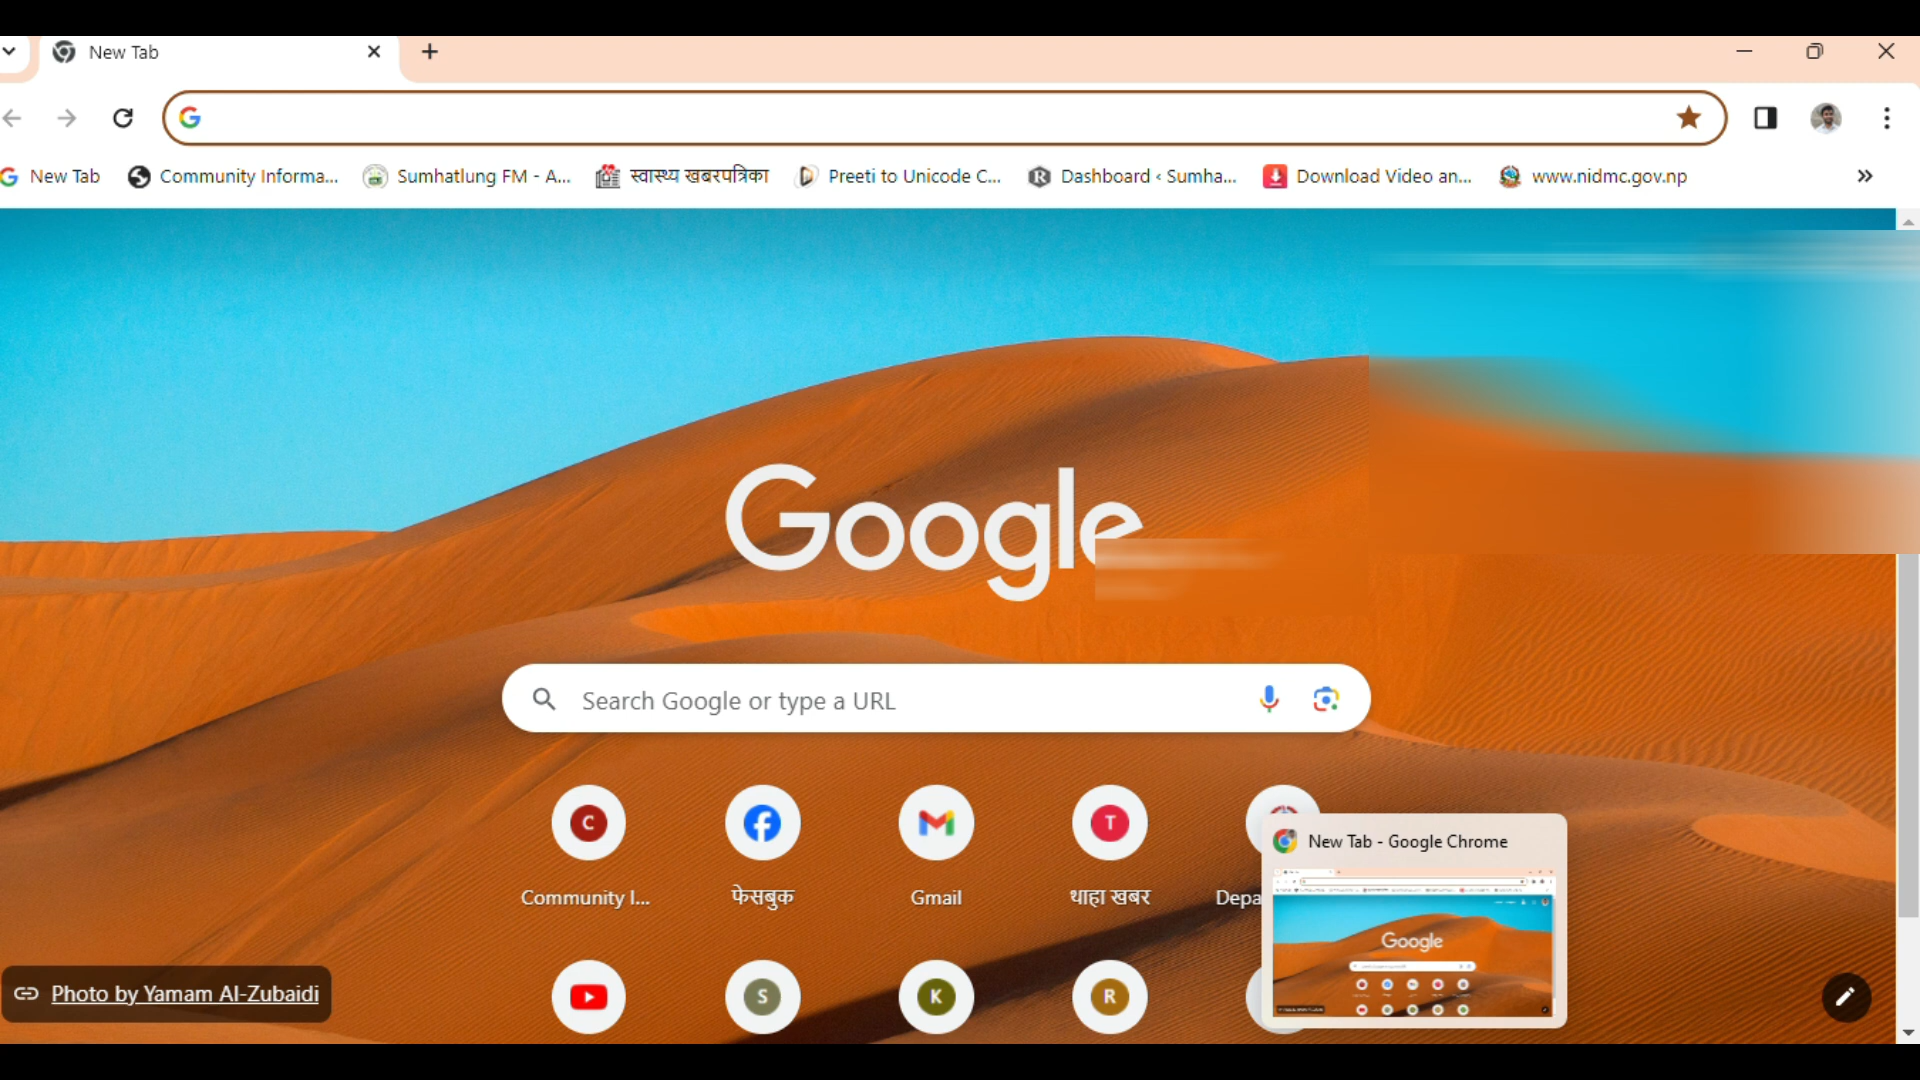 New Tab
New Tab
Community Informa...
Sumhatlung FM - A...
स्वास्थ्य खबरपत्रिका
Preeti to Unicode C...
Dashboard ‹ Sumha...
Download Video an...
www.nidmc.gov.np
Google
Search Google or type a URL
C
T
Community I...
फेसबुक
Gmail
थाहा खबर
Depa
New Tab - Google Chrome
Google
S
K
R
Photo by Yamam Al-Zubaidi